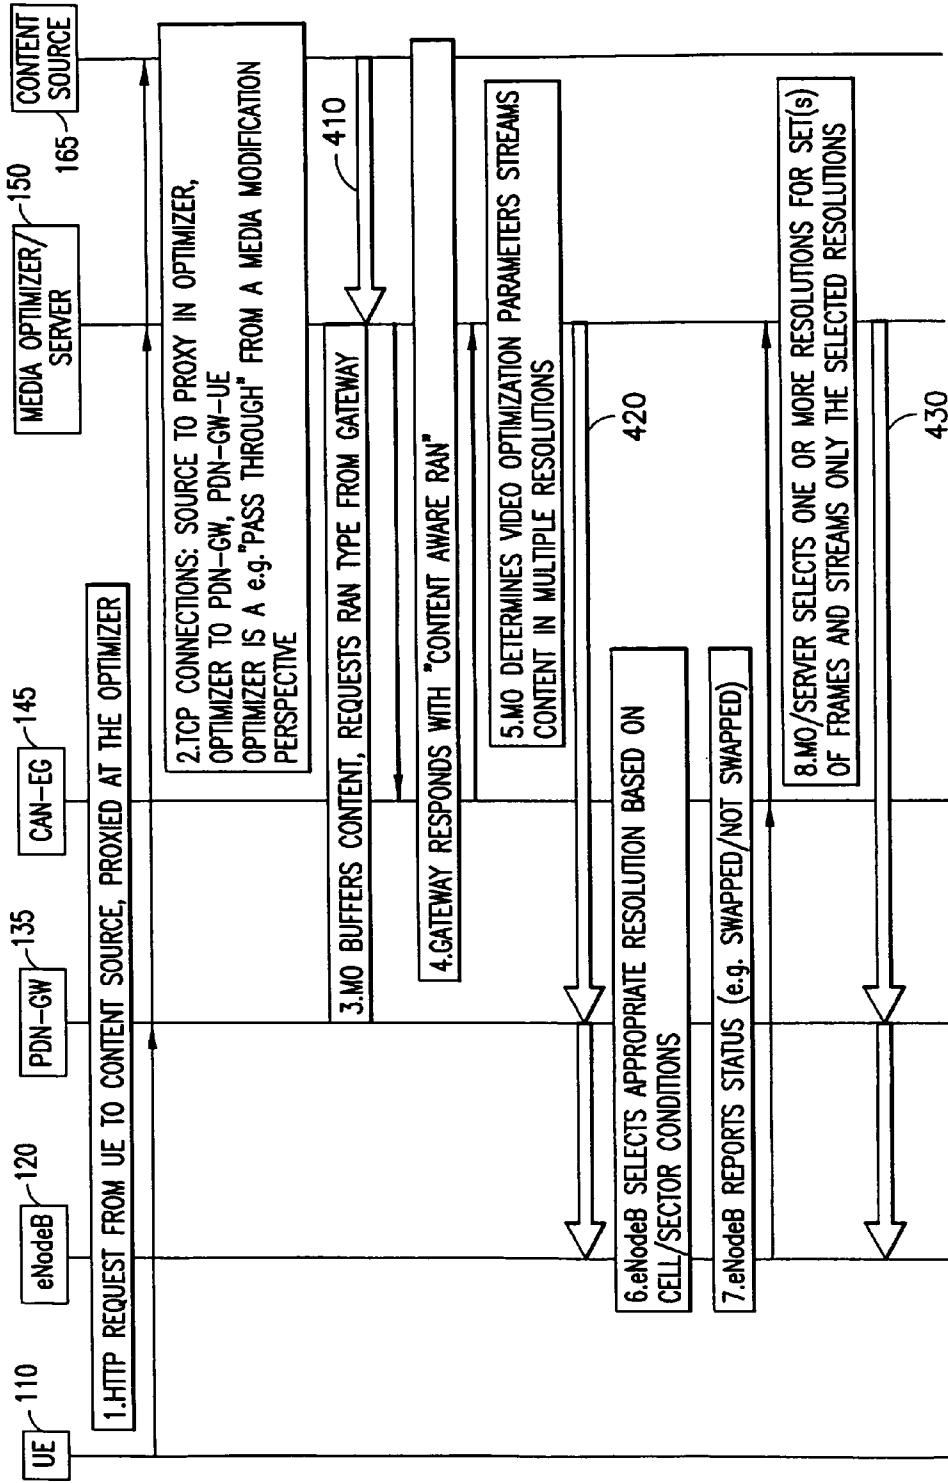 UE
110
eNodeB
120
PDN-GW
135
CAN-EG
145
MEDIA OPTIMIZER/
SERVER
150
CONTENT
SOURCE
165
1.HTTP REQUEST FROM UE TO CONTENT SOURCE, PROXIED AT THE OPTIMIZER
2.TCP CONNECTIONS: SOURCE TO PROXY IN OPTIMIZER,
OPTIMIZER TO PDN-GW, PDN-GW-UE
OPTIMIZER IS A e.g."PASS THROUGH" FROM A MEDIA MODIFICATION
PERSPECTIVE
410
3.MO BUFFERS CONTENT, REQUESTS RAN TYPE FROM GATEWAY
4.GATEWAY RESPONDS WITH "CONTENT AWARE RAN"
5.MO DETERMINES VIDEO OPTIMIZATION PARAMETERS STREAMS
CONTENT IN MULTIPLE RESOLUTIONS
420
6.eNodeB SELECTS APPROPRIATE RESOLUTION BASED ON
CELL/SECTOR CONDITIONS
7.eNodeB REPORTS STATUS (e.g. SWAPPED/NOT SWAPPED)
8.MO/SERVER SELECTS ONE OR MORE RESOLUTIONS FOR SET(s)
OF FRAMES AND STREAMS ONLY THE SELECTED RESOLUTIONS
430